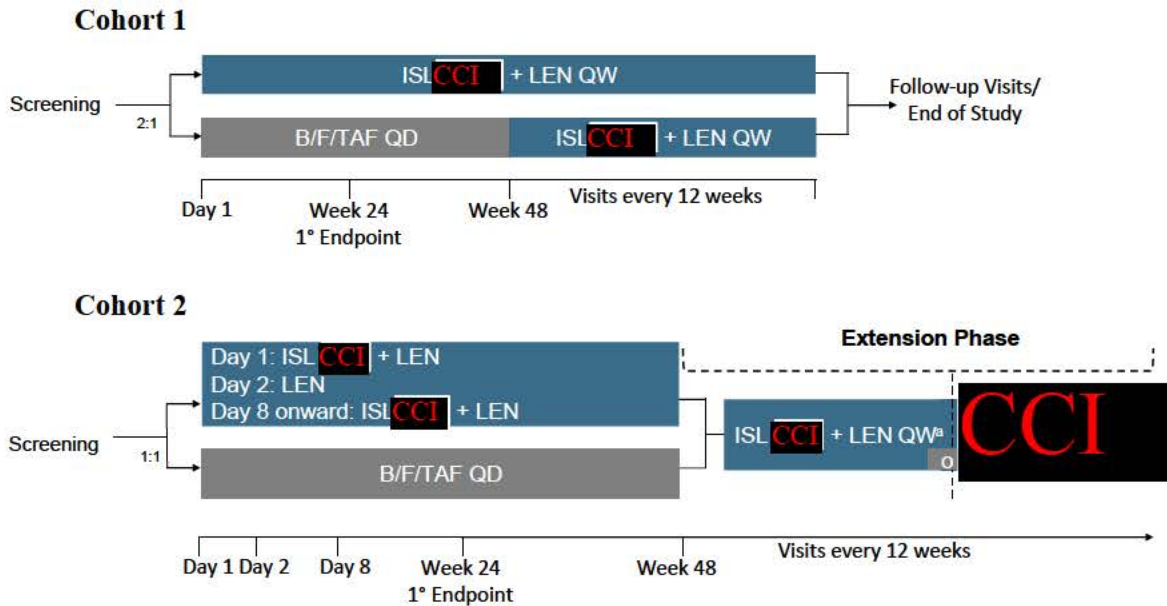 Cohort 1
ISL CCI + LEN QW
Screening
2:1
B/F/TAF QD
ISL CCI + LEN QW
Follow-up Visits/
End of Study
Day 1
Week 24
1° Endpoint
Week 48
Visits every 12 weeks
Cohort 2
Extension Phase
Day 1: ISL CCI + LEN
Day 2: LEN
Day 8 onward: ISL CCI + LEN
Screening
1:1
B/F/TAF QD
ISL CCI + LEN QWᵃ
o
CCI
Day 1 Day 2 Day 8
Week 24
1° Endpoint
Week 48
Visits every 12 weeks